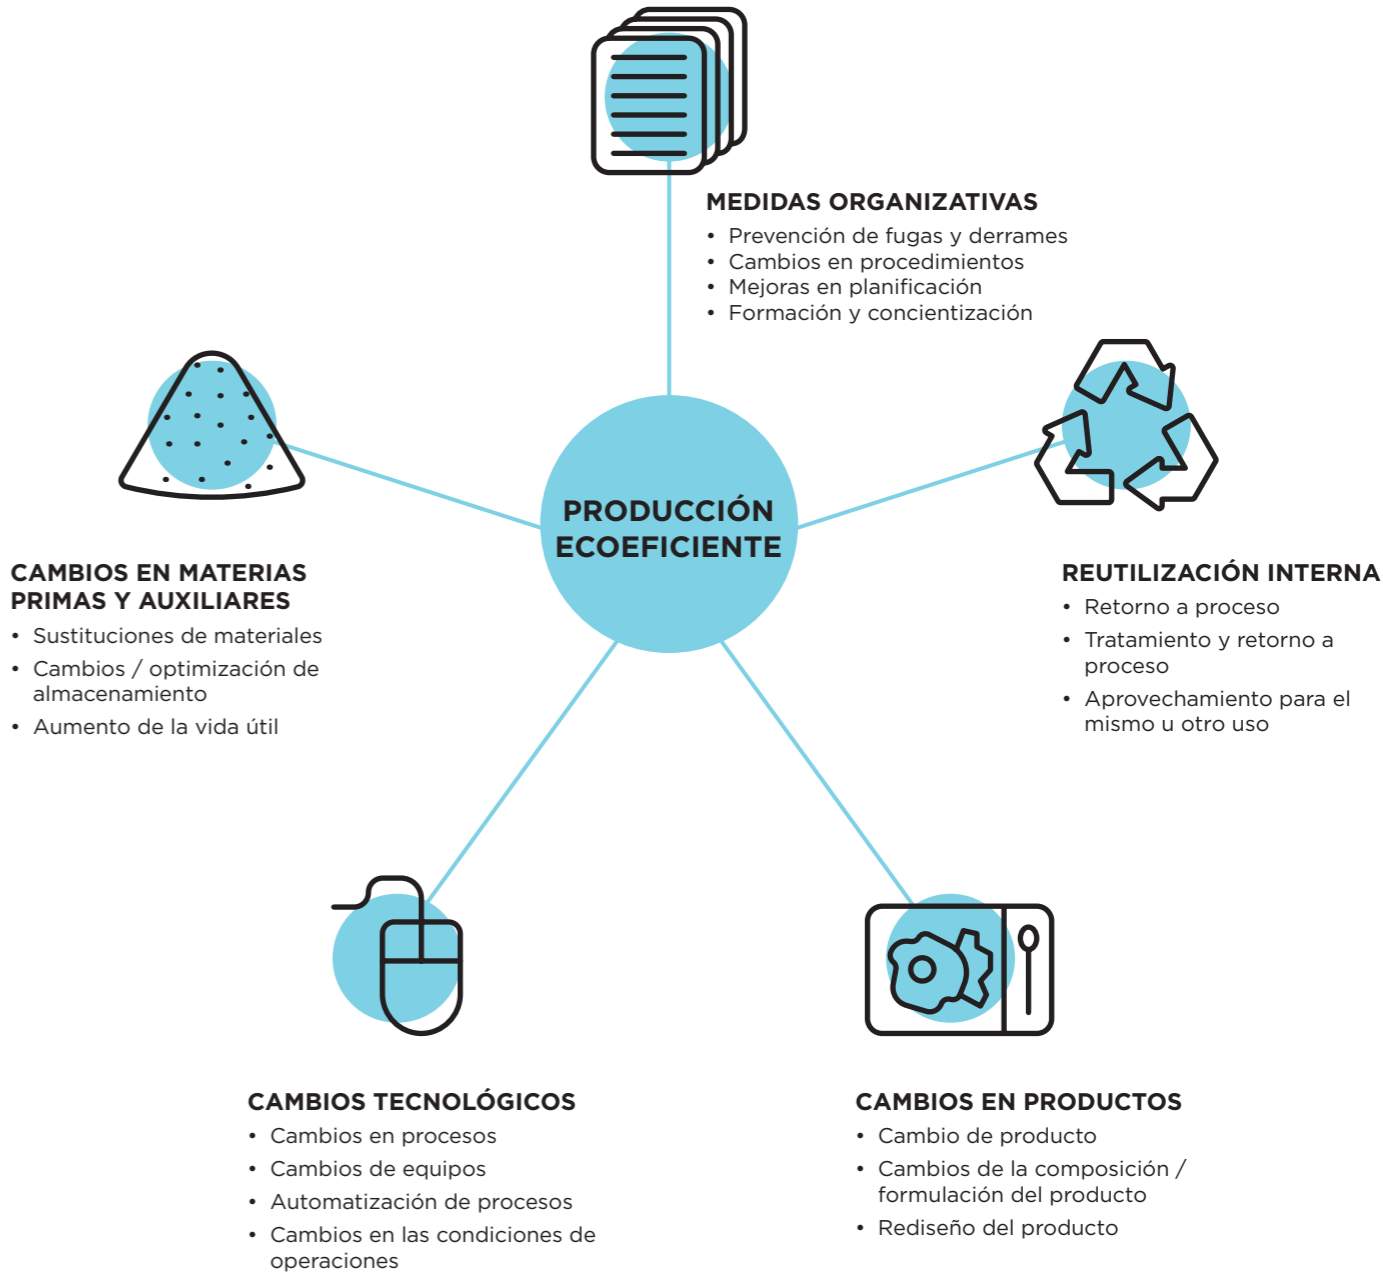 MEDIDAS ORGANIZATIVAS
• Prevención de fugas y derrames
• Cambios en procedimientos
• Mejoras en planificación
• Formación y concientización
PRODUCCIÓN
ECOEFICIENTE
CAMBIOS EN MATERIAS
PRIMAS Y AUXILIARES
• Sustituciones de materiales
• Cambios / optimización de
almacenamiento
• Aumento de la vida útil
REUTILIZACIÓN INTERNA
• Retorno a proceso
• Tratamiento y retorno a
proceso
• Aprovechamiento para el
mismo u otro uso
CAMBIOS TECNOLÓGICOS
• Cambios en procesos
• Cambios de equipos
• Automatización de procesos
• Cambios en las condiciones de
operaciones
CAMBIOS EN PRODUCTOS
• Cambio de producto
• Cambios de la composición /
formulación del producto
• Rediseño del producto